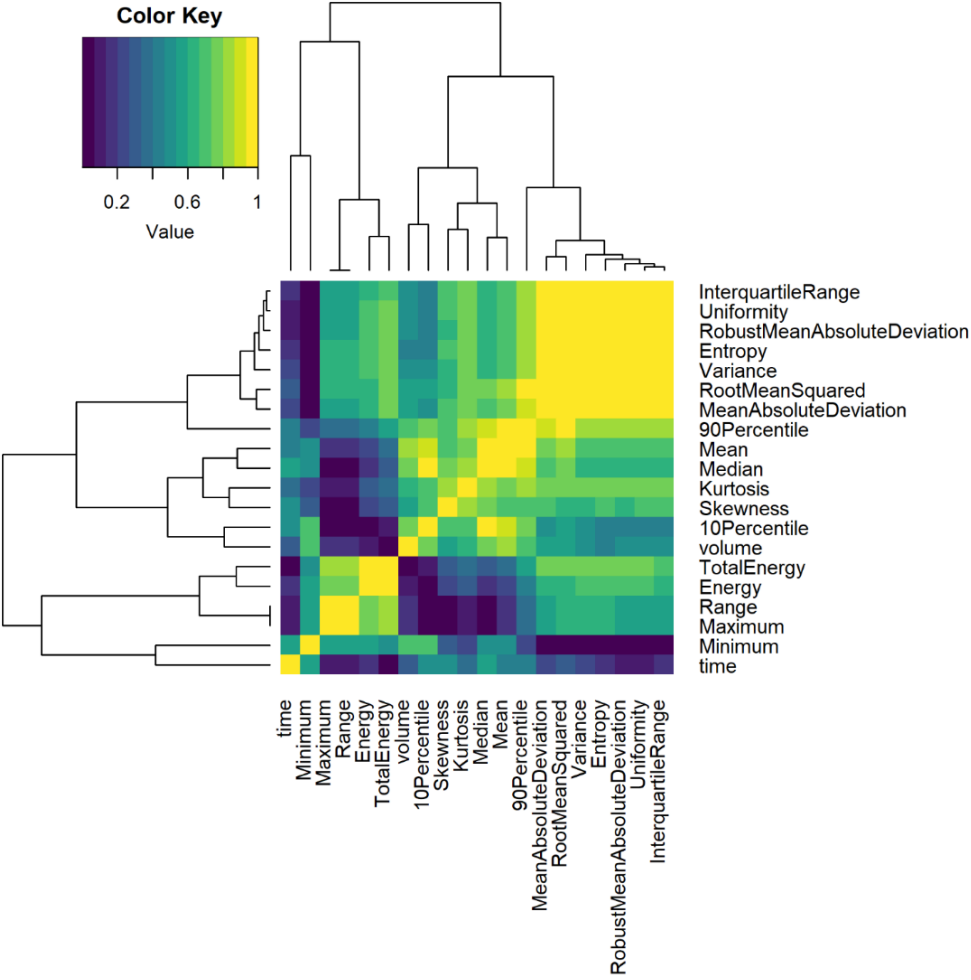 Color Key
0.2 0.6 1
Value
InterquartileRange
Uniformity
RobustMeanAbsoluteDeviation
Entropy
Variance
RootMeanSquared
MeanAbsoluteDeviation
90Percentile
Mean
Median
Kurtosis
Skewness
10Percentile
volume
TotalEnergy
Energy
Range
Maximum
Minimum
time
time
Minimum
Maximum
Range
Energy
TotalEnergy
volume
10Percentile
Skewness
Kurtosis
Median
Mean
90Percentile
MeanAbsoluteDeviation
RootMeanSquared
Variance
Entropy
RobustMeanAbsoluteDeviation
Uniformity
InterquartileRange